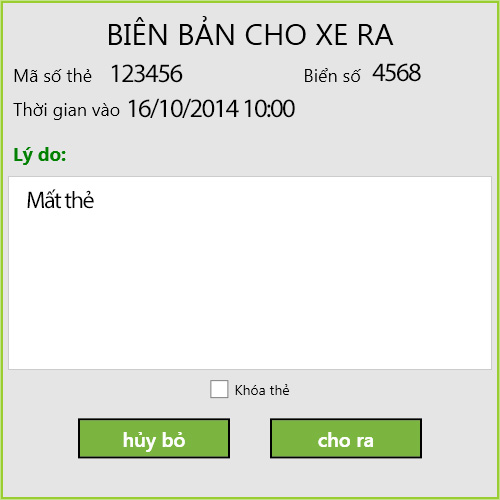 BIÊN BẢN CHO XE RA
Mã số thẻ 123456 Biển số 4568
Thời gian vào 16/10/2014 10:00
Lý do:
Mất thẻ
Khóa thẻ
hủy bỏ cho ra